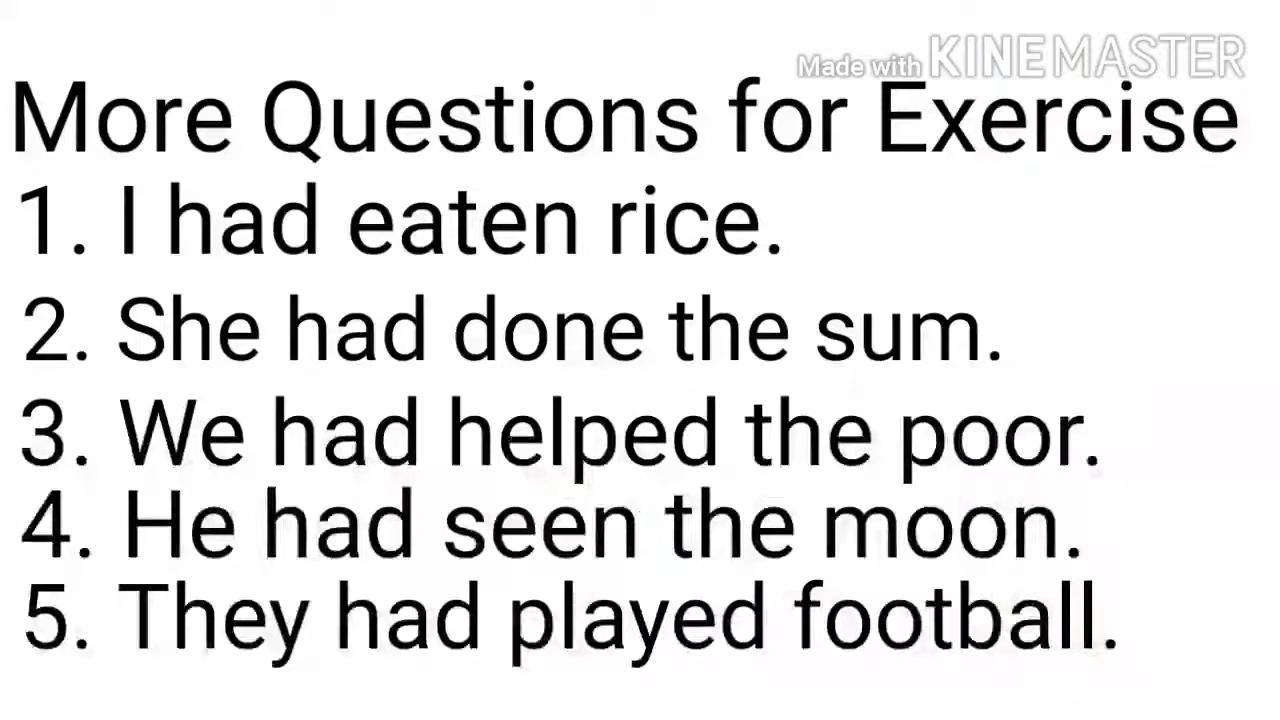 Made with KINEMASTER
More Questions for Exercise
1. I had eaten rice.
2. She had done the sum.
3. We had helped the poor.
4. He had seen the moon.
5. They had played football.